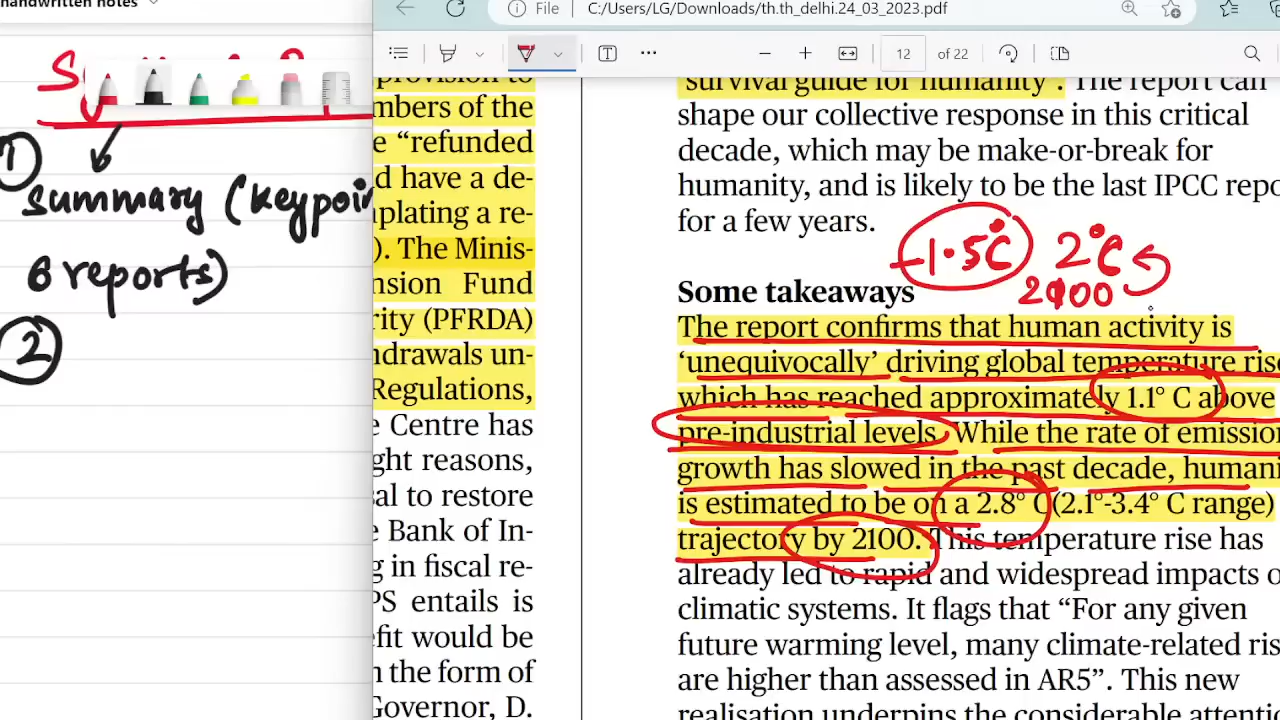 handwritten notes
1
summary (keypoin
6 reports)
2
File C:/Users/LG/Downloads/th.th_delhi.24_03_2023.pdf
12 of 22
provision to
mbers of the
e “refunded
d have a de-
plating a re-
). The Minis-
nsion Fund
rity (PFRDA)
hdrawals un-
Regulations,
e Centre has
ght reasons,
sal to restore
e Bank of In-
g in fiscal re-
PS entails is
efit would be
n the form of
Governor, D.
survival guide for humanity”. The report can
shape our collective response in this critical
decade, which may be make-or-break for
humanity, and is likely to be the last IPCC repo
for a few years.
1.5°C 2°C
2100
Some takeaways
The report confirms that human activity is
‘unequivocally’ driving global temperature rise
which has reached approximately 1.1° C above
pre-industrial levels. While the rate of emission
growth has slowed in the past decade, humani
is estimated to be on a 2.8° C (2.1°-3.4° C range)
trajectory by 2100. This temperature rise has
already led to rapid and widespread impacts o
climatic systems. It flags that “For any given
future warming level, many climate-related ris
are higher than assessed in AR5”. This new
realisation underpins the considerable attenti